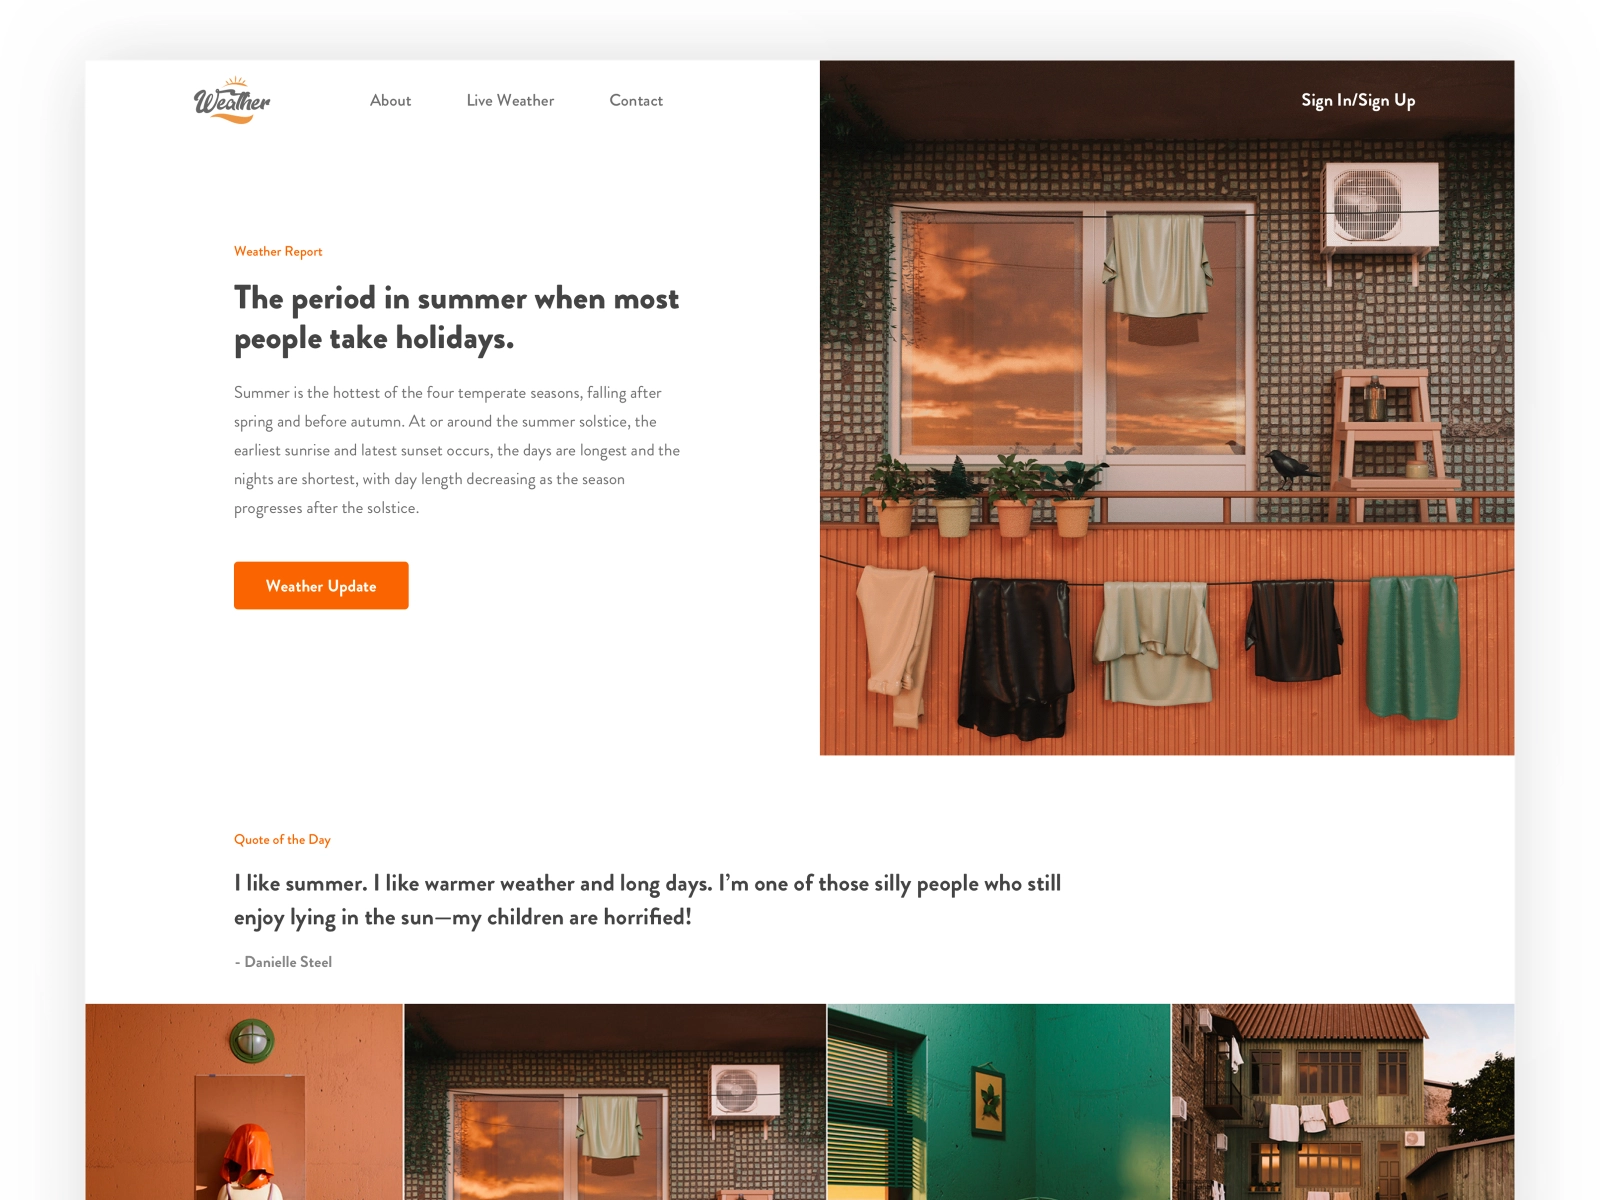 Weather
About
Live Weather
Contact
Sign In/Sign Up
Weather Report
The period in summer when most
people take holidays.
Summer is the hottest of the four temperate seasons, falling after
spring and before autumn. At or around the summer solstice, the
earliest sunrise and latest sunset occurs, the days are longest and the
nights are shortest, with day length decreasing as the season
progresses after the solstice.
Weather Update
Quote of the Day
I like summer. I like warmer weather and long days. I’m one of those silly people who still
enjoy lying in the sun—my children are horrified!
- Danielle Steel